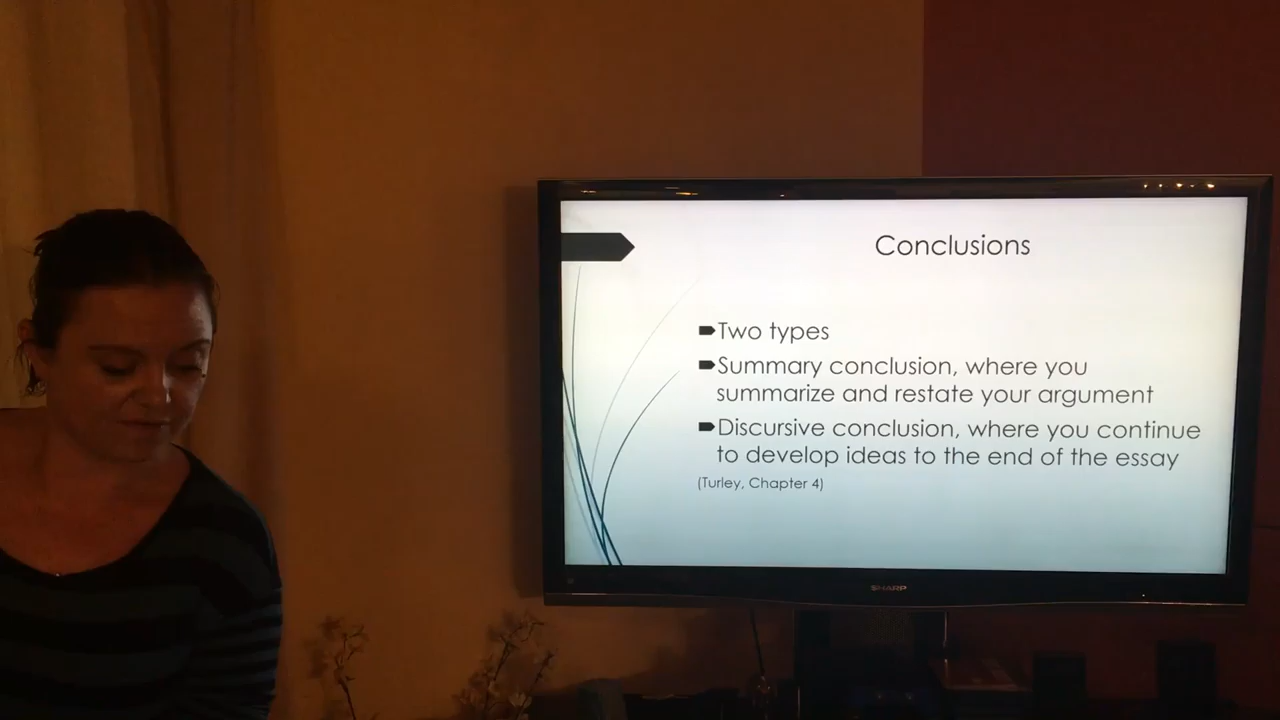 Conclusions
Two types
Summary conclusion, where you
summarize and restate your argument
Discursive conclusion, where you continue
to develop ideas to the end of the essay
(Turley, Chapter 4)
SHARP